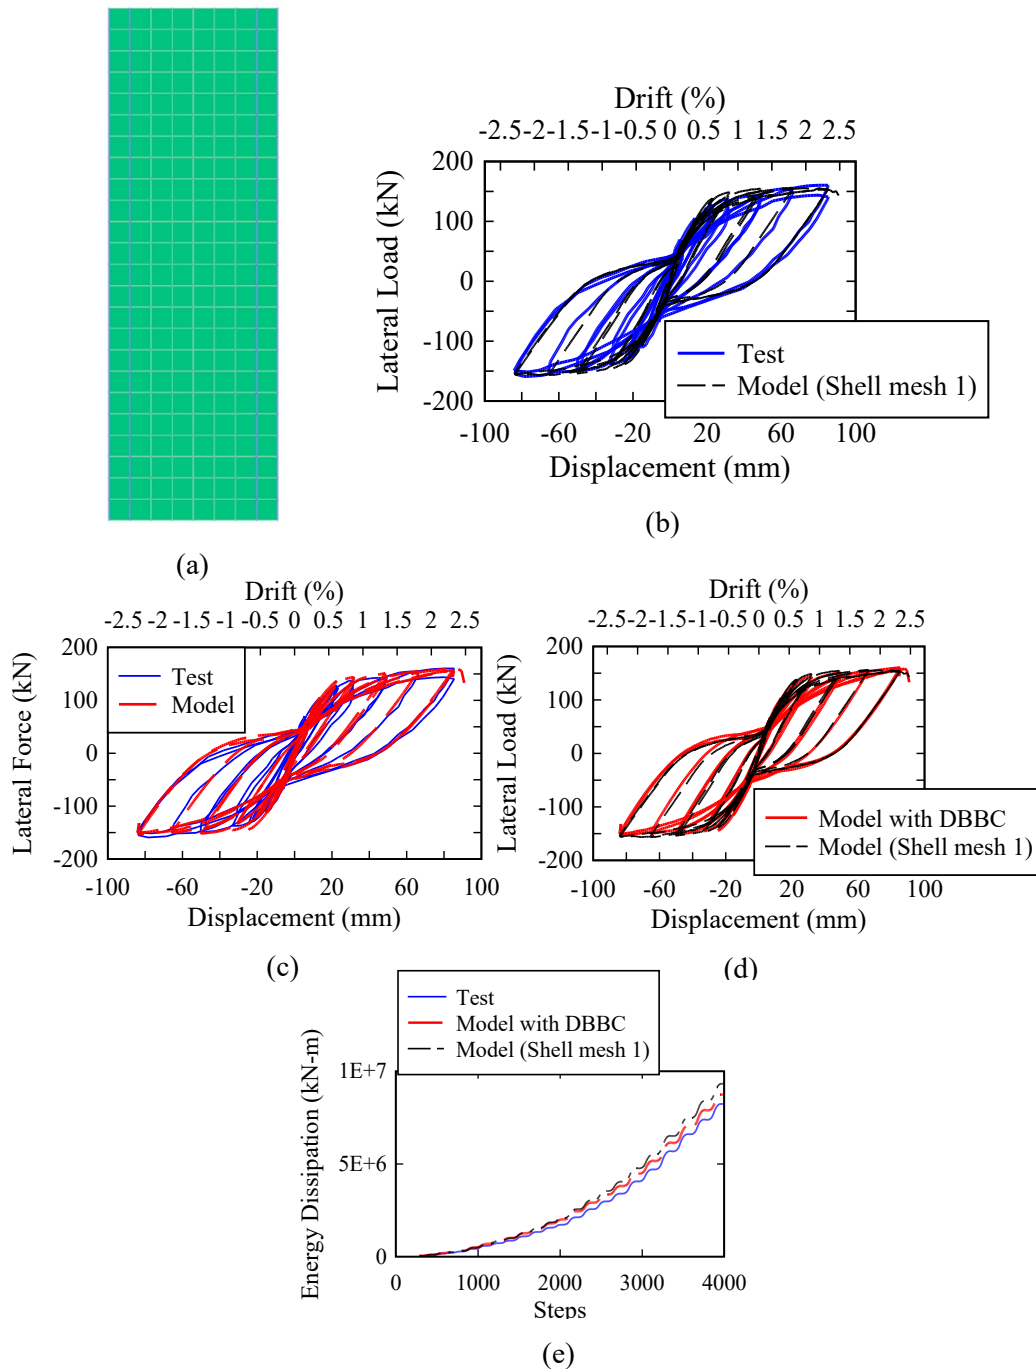 (a)
Drift (%)
-2.5 -2 -1.5 -1 -0.5 0 0.5 1 1.5 2 2.5
200
100
0
-100
-200
Lateral Load (kN)
Test
Model (Shell mesh 1)
-100 -60 -20 20 60 100
Displacement (mm)
(b)
Drift (%)
-2.5 -2 -1.5 -1 -0.5 0 0.5 1 1.5 2 2.5
200
100
0
-100
-200
Lateral Force (kN)
Test
Model
-100 -60 -20 20 60 100
Displacement (mm)
(c)
Drift (%)
-2.5 -2 -1.5 -1 -0.5 0 0.5 1 1.5 2 2.5
200
100
0
-100
-200
Lateral Load (kN)
Model with DBBC
Model (Shell mesh 1)
-100 -60 -20 20 60 100
Displacement (mm)
(d)
Test
Model with DBBC
Model (Shell mesh 1)
Energy Dissipation (kN-m)
1E+7
5E+6
0
0 1000 2000 3000 4000
Steps
(e)